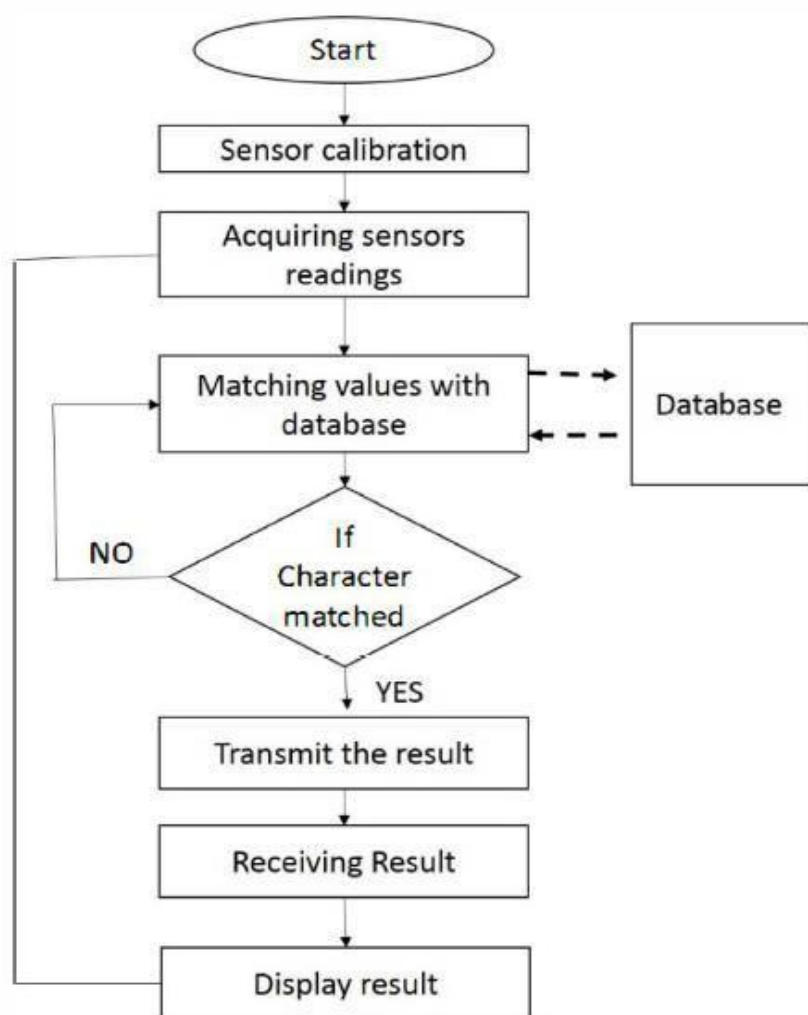 Start
Sensor calibration
Acquiring sensors
readings
Matching values with
database
Database
If
Character
matched
NO
YES
Transmit the result
Receiving Result
Display result